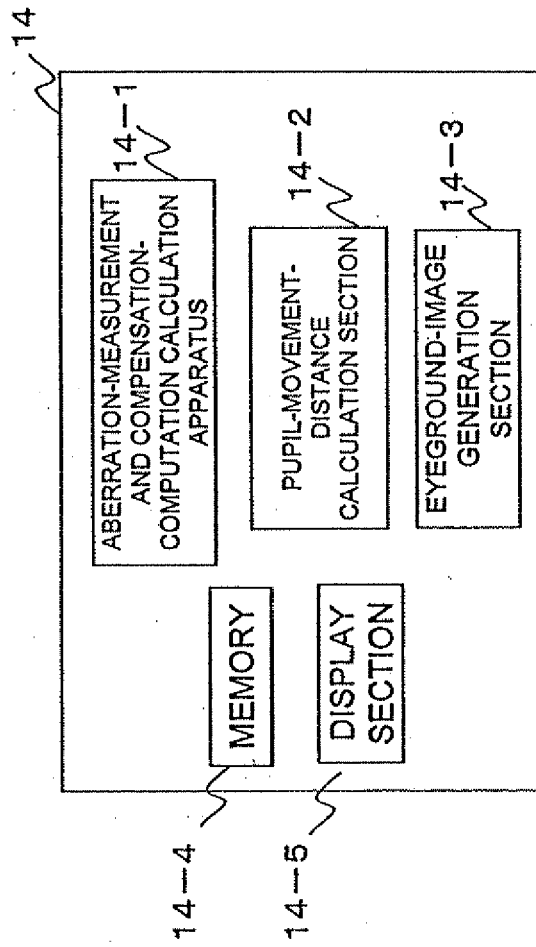 14
ABERRATION-MEASUREMENT
AND COMPENSATION-
COMPUTATION CALCULATION
APPARATUS
14-1
PUPIL-MOVEMENT-
DISTANCE
CALCULATION SECTION
14-2
EYEGROUND-IMAGE
GENERATION
SECTION
14-3
MEMORY
14-4
DISPLAY
SECTION
14-5